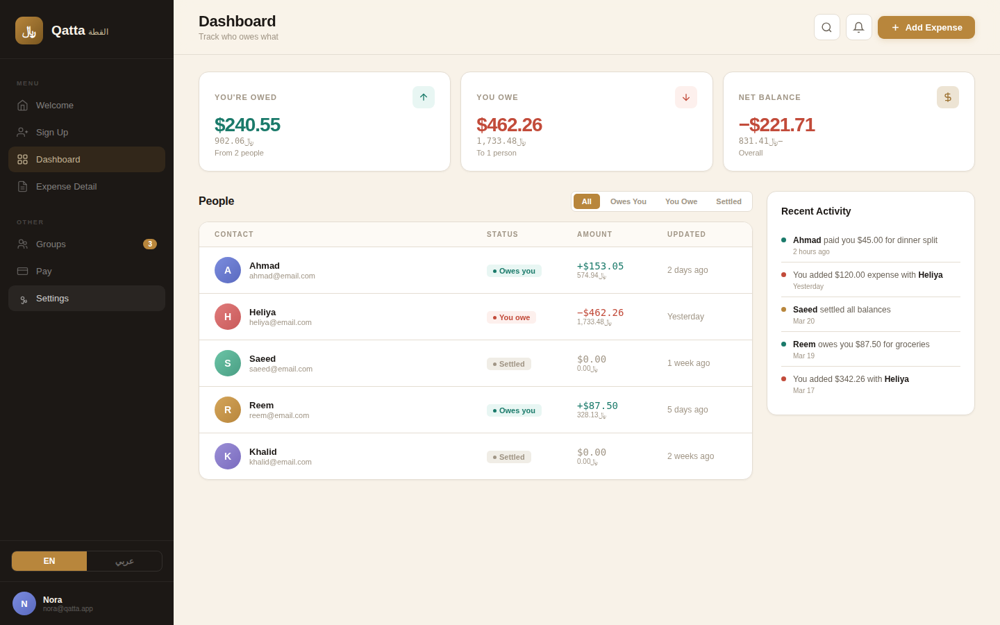 ﷼
Qatta القطة
MENU
Welcome
Sign Up
Dashboard
Expense Detail
OTHER
Groups 3
Pay
Settings
EN عربي
N
Nora
nora@qatta.app
Dashboard
Track who owes what
Add Expense
YOU'RE OWED
$240.55
902.06﷼
From 2 people
YOU OWE
$462.26
1,733.48﷼
To 1 person
NET BALANCE
−$221.71
831.41﷼−
Overall
People
All Owes You You Owe Settled
CONTACT STATUS AMOUNT UPDATED
A
Ahmad
ahmad@email.com
Owes you
+$153.05
574.94﷼
2 days ago
H
Heliya
heliya@email.com
You owe
−$462.26
1,733.48﷼
Yesterday
S
Saeed
saeed@email.com
Settled
$0.00
0.00﷼
1 week ago
R
Reem
reem@email.com
Owes you
+$87.50
328.13﷼
5 days ago
K
Khalid
khalid@email.com
Settled
$0.00
0.00﷼
2 weeks ago
Recent Activity
Ahmad paid you $45.00 for dinner split
2 hours ago
You added $120.00 expense with Heliya
Yesterday
Saeed settled all balances
Mar 20
Reem owes you $87.50 for groceries
Mar 19
You added $342.26 with Heliya
Mar 17